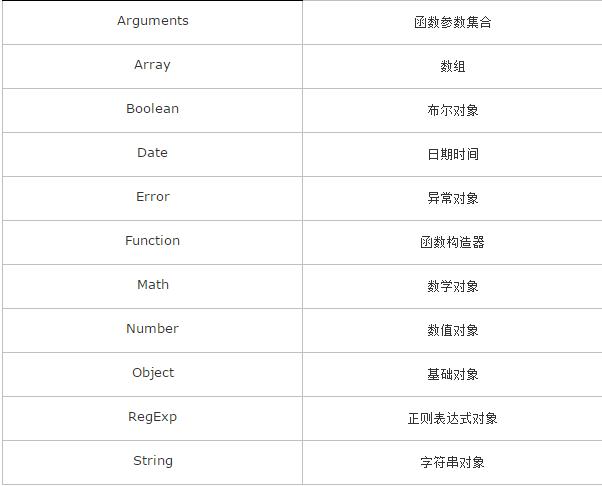 Arguments 函数参数集合
Array 数组
Boolean 布尔对象
Date 日期时间
Error 异常对象
Function 函数构造器
Math 数学对象
Number 数值对象
Object 基础对象
RegExp 正则表达式对象
String 字符串对象